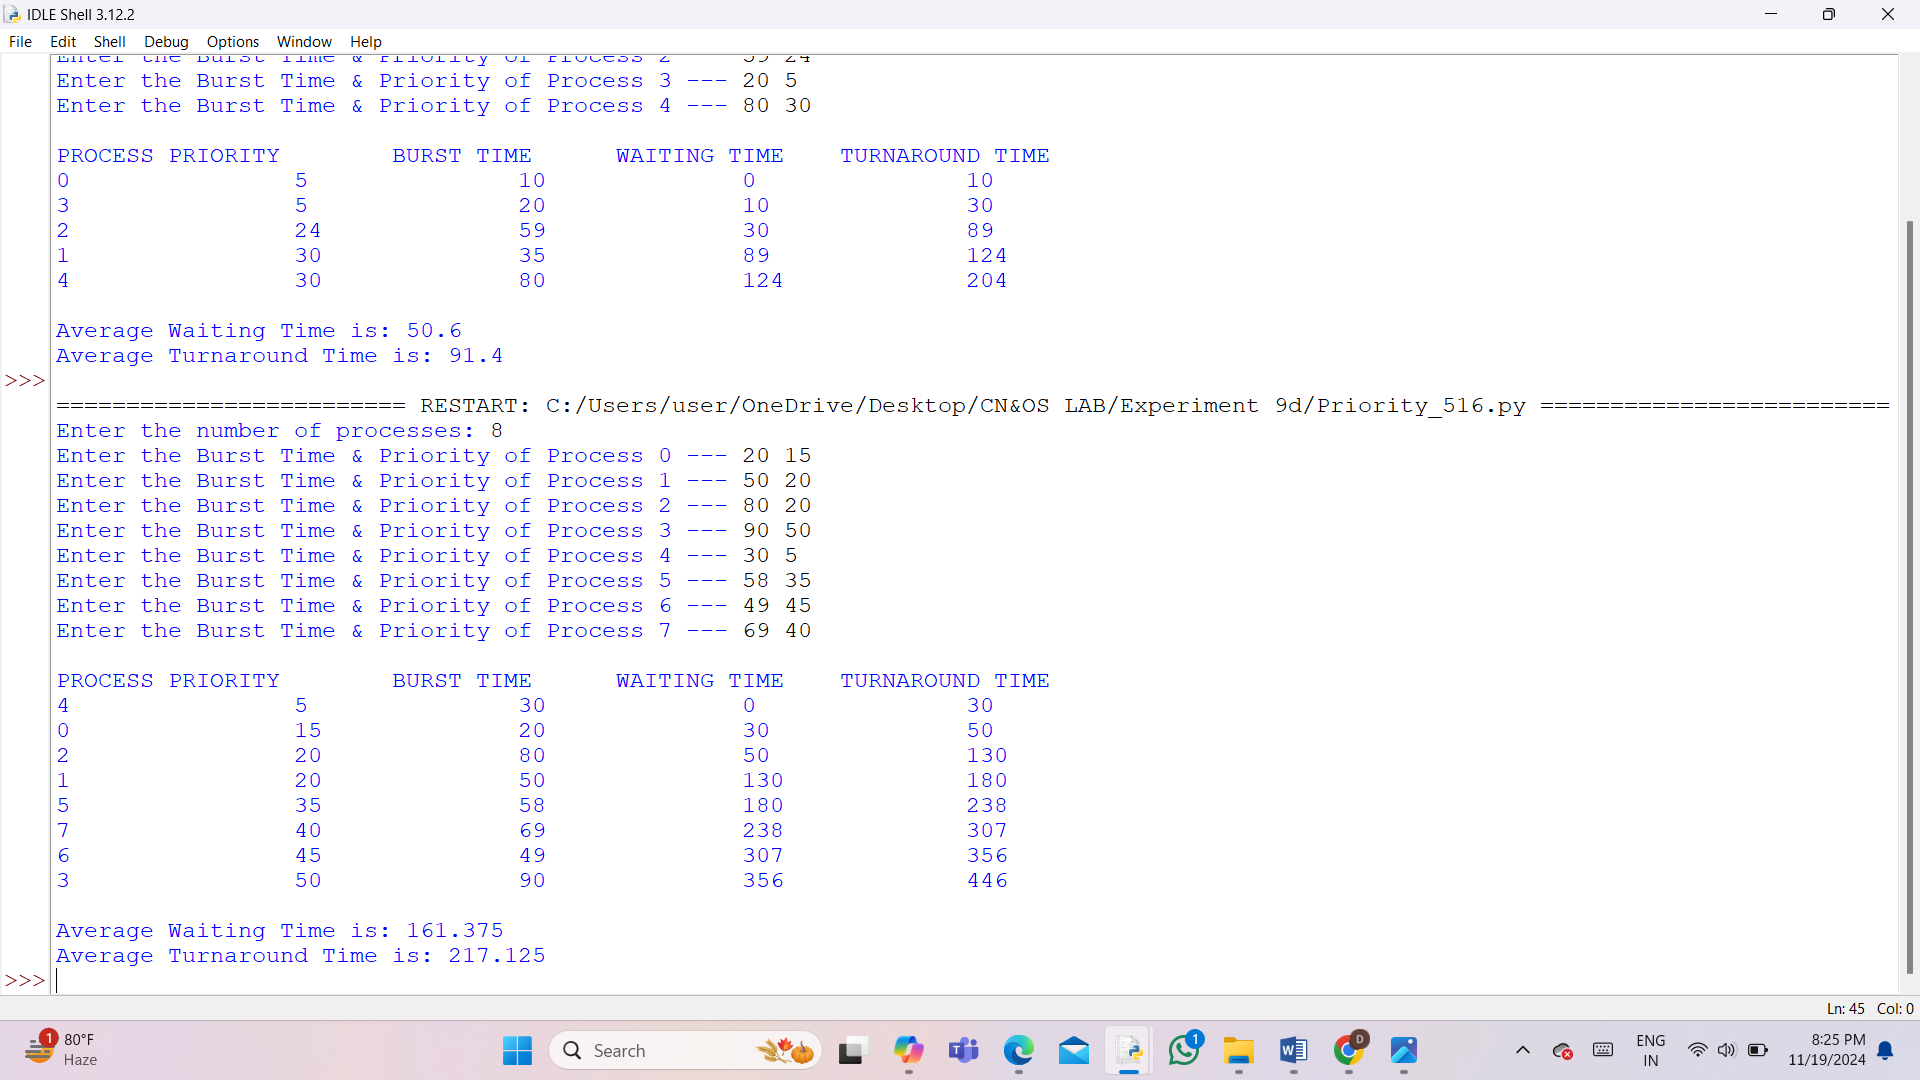 IDLE Shell 3.12.2
File Edit Shell Debug Options Window Help
Enter the Burst Time & Priority of Process 2 --- 59 24
Enter the Burst Time & Priority of Process 3 --- 20 5
Enter the Burst Time & Priority of Process 4 --- 80 30
PROCESS PRIORITY BURST TIME WAITING TIME TURNAROUND TIME
0 5 10 0 10
3 5 20 10 30
2 24 59 30 89
1 30 35 89 124
4 30 80 124 204
Average Waiting Time is: 50.6
Average Turnaround Time is: 91.4
>>>
========================= RESTART: C:/Users/user/OneDrive/Desktop/CN&OS LAB/Experiment 9d/Priority_516.py =========================
Enter the number of processes: 8
Enter the Burst Time & Priority of Process 0 --- 20 15
Enter the Burst Time & Priority of Process 1 --- 50 20
Enter the Burst Time & Priority of Process 2 --- 80 20
Enter the Burst Time & Priority of Process 3 --- 90 50
Enter the Burst Time & Priority of Process 4 --- 30 5
Enter the Burst Time & Priority of Process 5 --- 58 35
Enter the Burst Time & Priority of Process 6 --- 49 45
Enter the Burst Time & Priority of Process 7 --- 69 40
PROCESS PRIORITY BURST TIME WAITING TIME TURNAROUND TIME
4 5 30 0 30
0 15 20 30 50
2 20 80 50 130
1 20 50 130 180
5 35 58 180 238
7 40 69 238 307
6 45 49 307 356
3 50 90 356 446
Average Waiting Time is: 161.375
Average Turnaround Time is: 217.125
>>>
Ln: 45 Col: 0
1 80°F
Haze
Search
T
1
W
D
ENG
IN
8:25 PM
11/19/2024